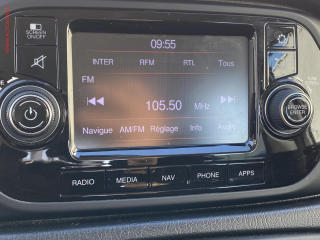 SCREEN
ON/OFF
09:55
INTER RFM RTL Tous
FM
105.50 MHz
Navigue AM/FM Réglage Info Audio
BROWSE
ENTER
RADIO MEDIA NAV PHONE APPS